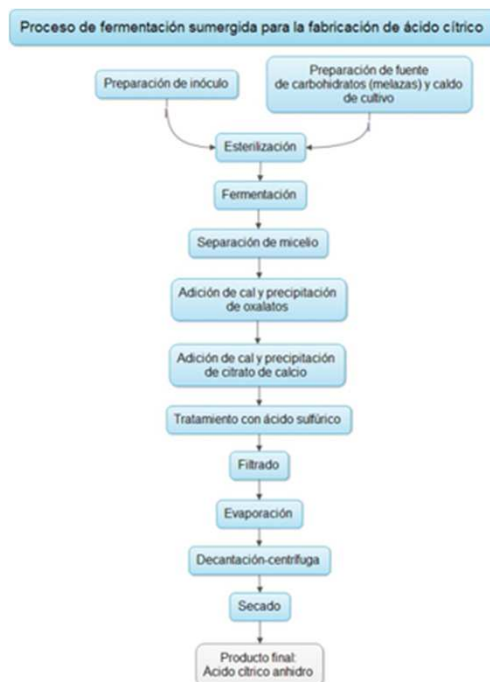 Proceso de fermentación sumergida para la fabricación de ácido cítrico
Preparación de inóculo
Preparación de fuente
de carbohidratos (melazas) y caldo
de cultivo
Esterilización
Fermentación
Separación de micelio
Adición de cal y precipitación
de oxalatos
Adición de cal y precipitación
de citrato de calcio
Tratamiento con ácido sulfúrico
Filtrado
Evaporación
Decantación-centrífuga
Secado
Producto final:
Acido cítrico anhidro